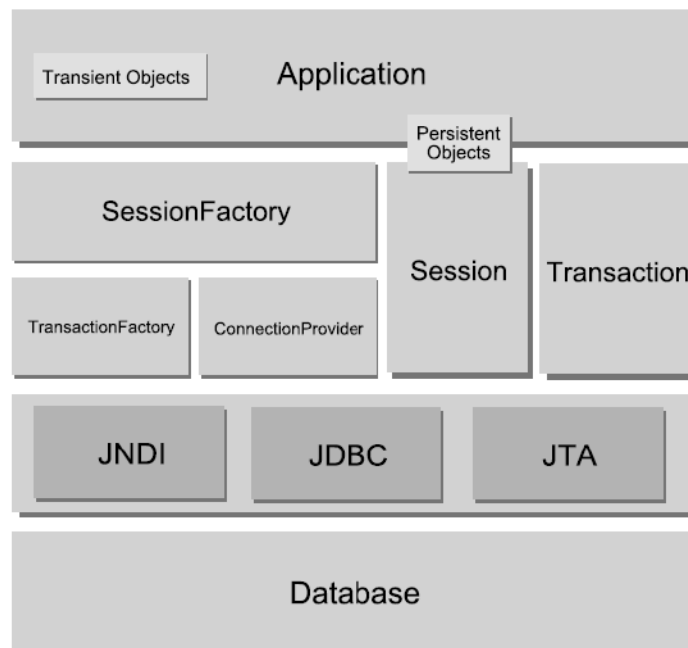 Transient Objects
Application
Persistent
Objects
SessionFactory
Session
Transaction
TransactionFactory
ConnectionProvider
JNDI
JDBC
JTA
Database